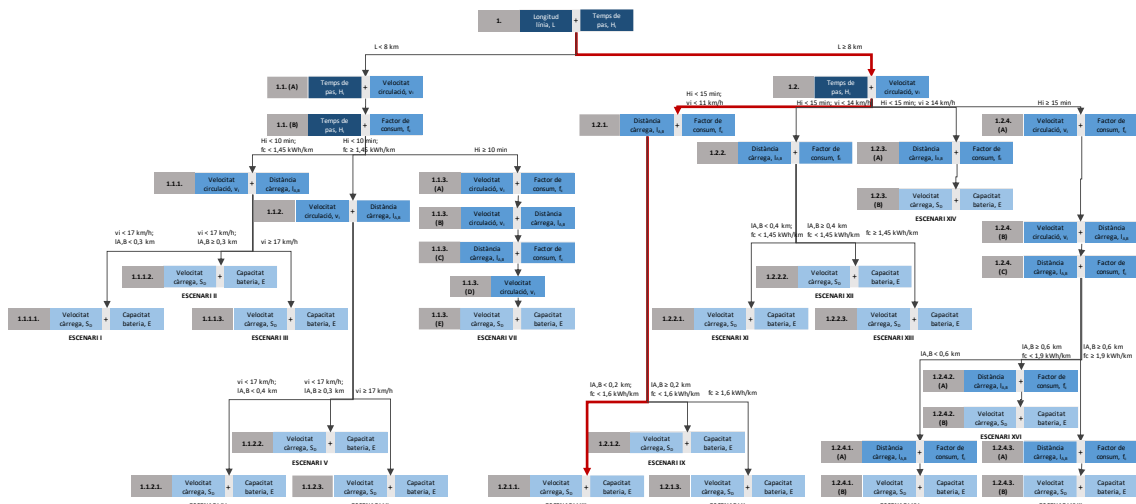 1.
Longitud
línia, L
+
Temps de
pas, Hᵢ
L < 8 km
L ≥ 8 km
1.1. (A)
Temps de
pas, Hᵢ
+
Velocitat
circulació, vᵢ
1.2.
Temps de
pas, Hᵢ
+
Velocitat
circulació, vᵢ
1.1. (B)
Temps de
pas, Hᵢ
+
Factor de
consum, fₑ
Hi < 15 min;
vi < 11 km/h
Hi < 15 min; vi < 14 km/h
Hi < 15 min; vi ≥ 14 km/h
Hi ≥ 15 min
1.2.1.
Distància
càrrega, lA,B
+
Factor de
consum, fₑ
1.2.4.
(A)
Velocitat
circulació, vᵢ
+
Factor de
consum, fₑ
Hi < 10 min;
fc < 1,45 kWh/km
Hi < 10 min;
fc ≥ 1,45 kWh/km
Hi ≥ 10 min
1.2.2.
Distància
càrrega, lA,B
+
Factor de
consum, fₑ
1.2.3.
(A)
Distància
càrrega, lA,B
+
Factor de
consum, fₑ
1.1.1.
Velocitat
circulació, vᵢ
+
Distància
càrrega, lA,B
1.1.3.
(A)
Velocitat
circulació, vᵢ
+
Factor de
consum, fₑ
1.2.3.
(B)
Velocitat
càrrega, SD
+
Capacitat
bateria, E
ESCENARI XIV
1.1.2.
Velocitat
circulació, vᵢ
+
Distància
càrrega, lA,B
1.1.3.
(B)
Velocitat
circulació, vᵢ
+
Distància
càrrega, lA,B
1.2.4.
(B)
Velocitat
circulació, vᵢ
+
Distància
càrrega, lA,B
vi < 17 km/h;
lA,B < 0,3 km
vi < 17 km/h;
lA,B ≥ 0,3 km
vi ≥ 17 km/h
1.1.3.
(C)
Distància
càrrega, lA,B
+
Factor de
consum, fₑ
lA,B < 0,4 km;
fc < 1,45 kWh/km
lA,B ≥ 0,4 km
fc < 1,45 kWh/km
fc ≥ 1,45 kWh/km
1.2.4.
(C)
Distància
càrrega, lA,B
+
Factor de
consum, fₑ
1.1.1.2.
Velocitat
càrrega, SD
+
Capacitat
bateria, E
ESCENARI II
1.1.3.
(D)
Velocitat
circulació, vᵢ
+
1.2.2.2.
Velocitat
càrrega, SD
+
Capacitat
bateria, E
ESCENARI XII
1.1.1.1.
Velocitat
càrrega, SD
+
Capacitat
bateria, E
ESCENARI I
1.1.1.3.
Velocitat
càrrega, SD
+
Capacitat
bateria, E
ESCENARI III
1.1.3.
(E)
Velocitat
càrrega, SD
+
Capacitat
bateria, E
ESCENARI VII
1.2.2.1.
Velocitat
càrrega, SD
+
Capacitat
bateria, E
ESCENARI XI
1.2.2.3.
Velocitat
càrrega, SD
+
Capacitat
bateria, E
ESCENARI XIII
lA,B < 0,6 km
lA,B ≥ 0,6 km
fc < 1,9 kWh/km
lA,B ≥ 0,6 km
fc ≥ 1,9 kWh/km
vi < 17 km/h;
lA,B < 0,4 km
vi < 17 km/h;
lA,B ≥ 0,3 km
vi ≥ 17 km/h
lA,B < 0,2 km;
fc < 1,6 kWh/km
lA,B ≥ 0,2 km
fc < 1,6 kWh/km
fc ≥ 1,6 kWh/km
1.2.4.2.
(A)
Distància
càrrega, lA,B
+
Factor de
consum, fₑ
1.2.4.2.
(B)
Velocitat
càrrega, SD
+
Capacitat
bateria, E
ESCENARI XVI
1.1.2.2.
Velocitat
càrrega, SD
+
Capacitat
bateria, E
ESCENARI V
1.2.1.2.
Velocitat
càrrega, SD
+
Capacitat
bateria, E
ESCENARI IX
1.2.4.1.
(A)
Distància
càrrega, lA,B
+
Factor de
consum, fₑ
1.2.4.3.
(A)
Distància
càrrega, lA,B
+
Factor de
consum, fₑ
1.1.2.1.
Velocitat
càrrega, SD
+
Capacitat
bateria, E
1.1.2.3.
Velocitat
càrrega, SD
+
Capacitat
bateria, E
1.2.1.1.
Velocitat
càrrega, SD
+
Capacitat
bateria, E
1.2.1.3.
Velocitat
càrrega, SD
+
Capacitat
bateria, E
1.2.4.1.
(B)
Velocitat
càrrega, SD
+
Capacitat
bateria, E
1.2.4.3.
(B)
Velocitat
càrrega, SD
+
Capacitat
bateria, E